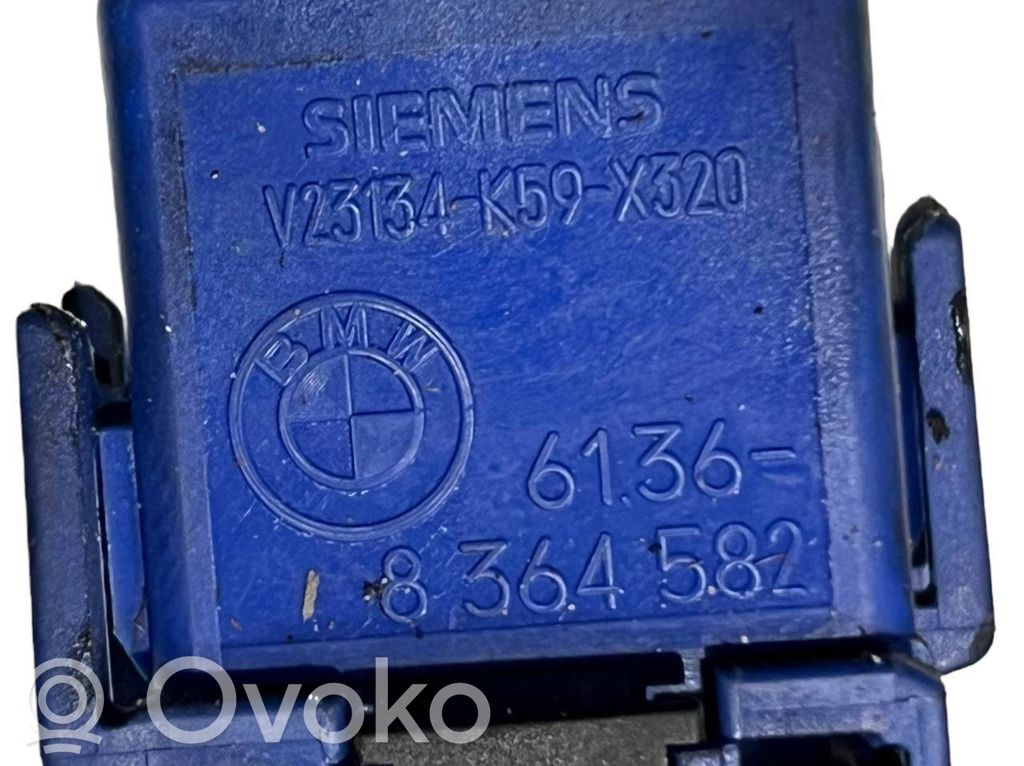 SIEMENS
V23134-K59-X320
BMW
61.36-
8 364 582
Ovoko